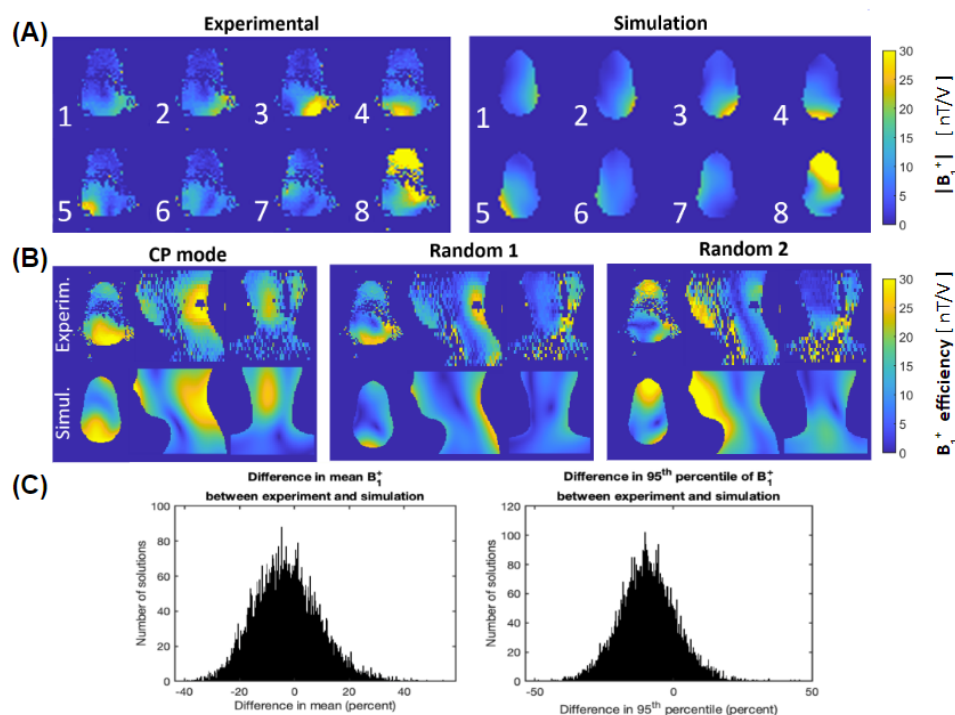 (A)
Experimental
Simulation
1 2 3 4
5 6 7 8
1 2 3 4
5 6 7 8
30
25
20
15
10
5
0
|B₁⁺| [ nT/V]
(B)
CP mode
Random 1
Random 2
Experim.
Simul.
30
25
20
15
10
5
0
B₁⁺ efficiency [ nT/V]
(C)
Difference in mean B₁⁺
between experiment and simulation
100
80
60
40
20
0
Number of solutions
-40 -20 0 20 40
Difference in mean (percent)
Difference in 95ᵗʰ percentile of B₁⁺
between experiment and simulation
120
100
80
60
40
20
0
Number of solutions
-50 0 50
Difference in 95ᵗʰ percentile (percent)